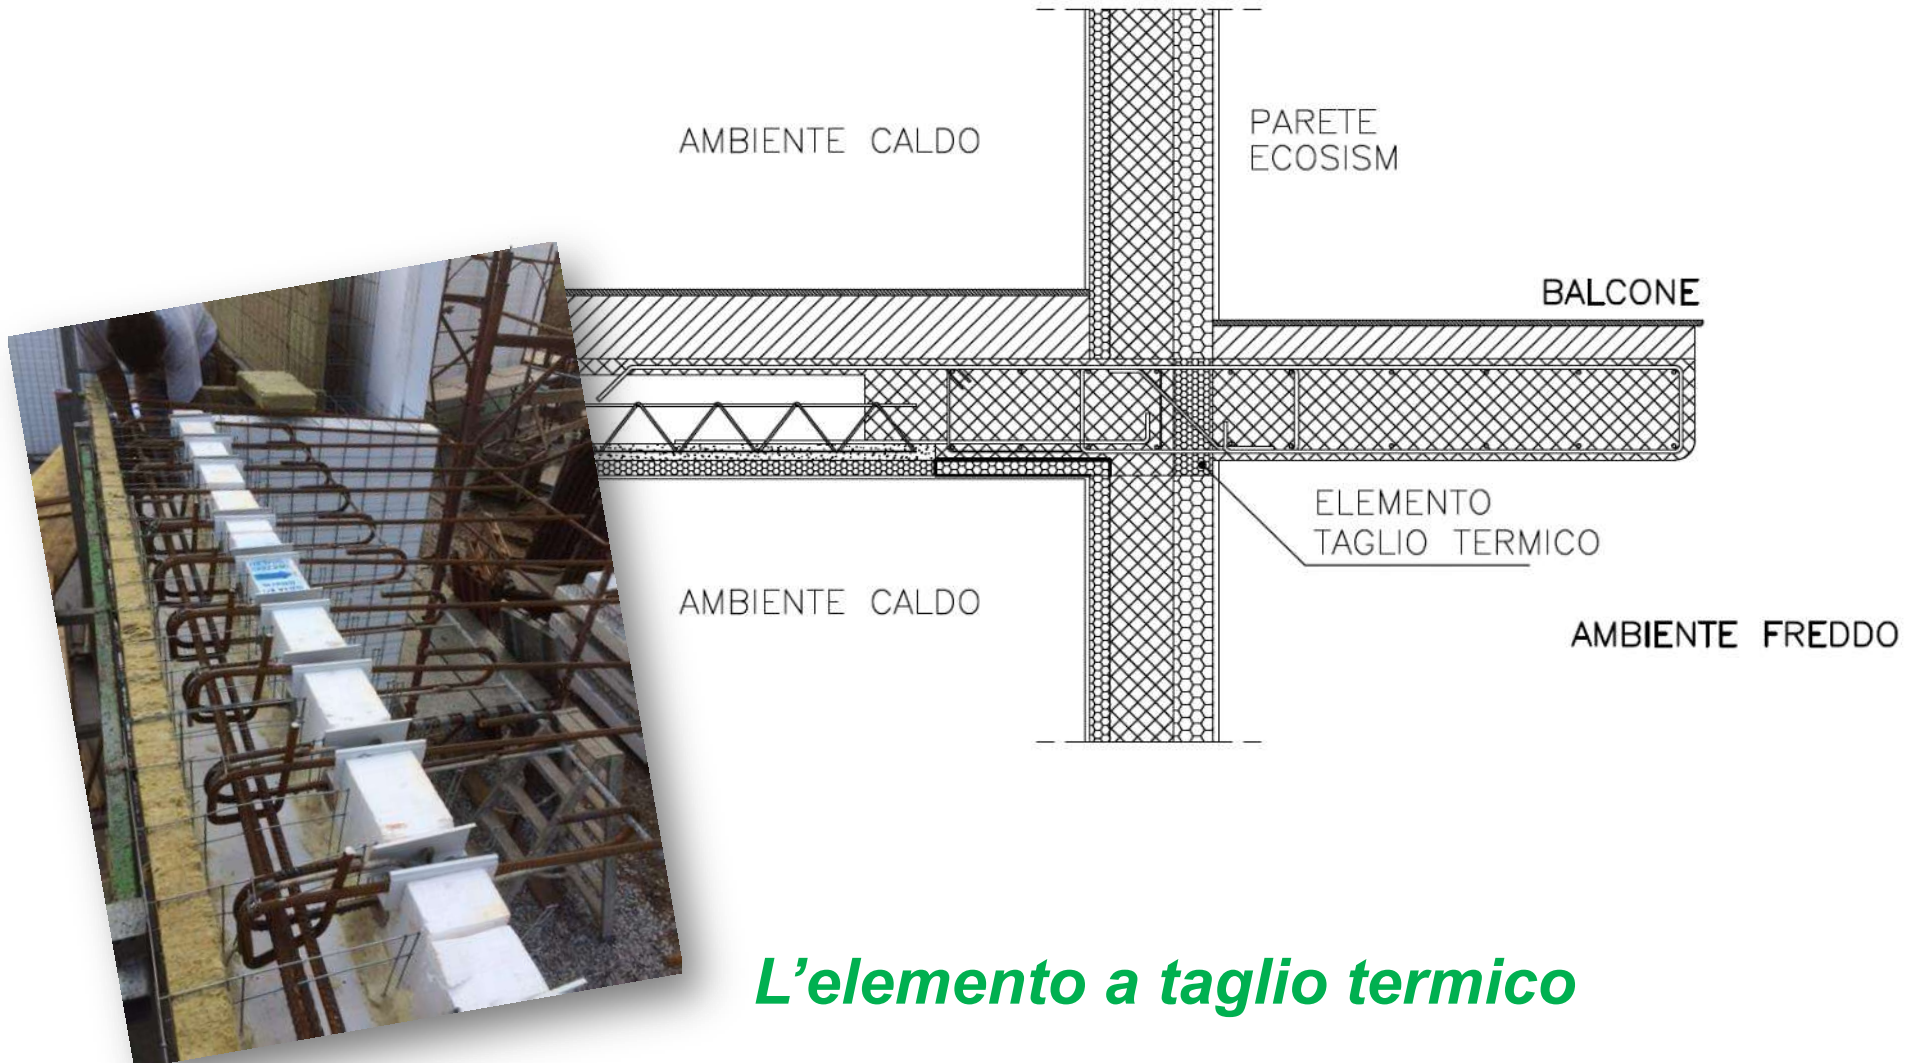 AMBIENTE CALDO
PARETE
ECOSISM
BALCONE
ELEMENTO
TAGLIO TERMICO
AMBIENTE CALDO
AMBIENTE FREDDO
L’elemento a taglio termico